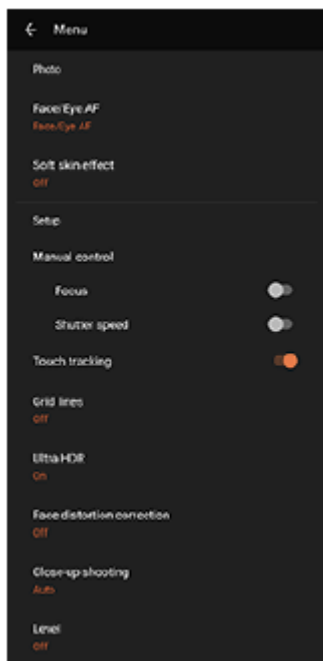 Menu
Photo
Face/Eye AF
Face/Eye AF
Soft skin effect
Off
Setup
Manual control
Focus
Shutter speed
Touch tracking
Grid lines
Off
Ultra HDR
On
Face distortion correction
Off
Close-up shooting
Auto
Level
Off